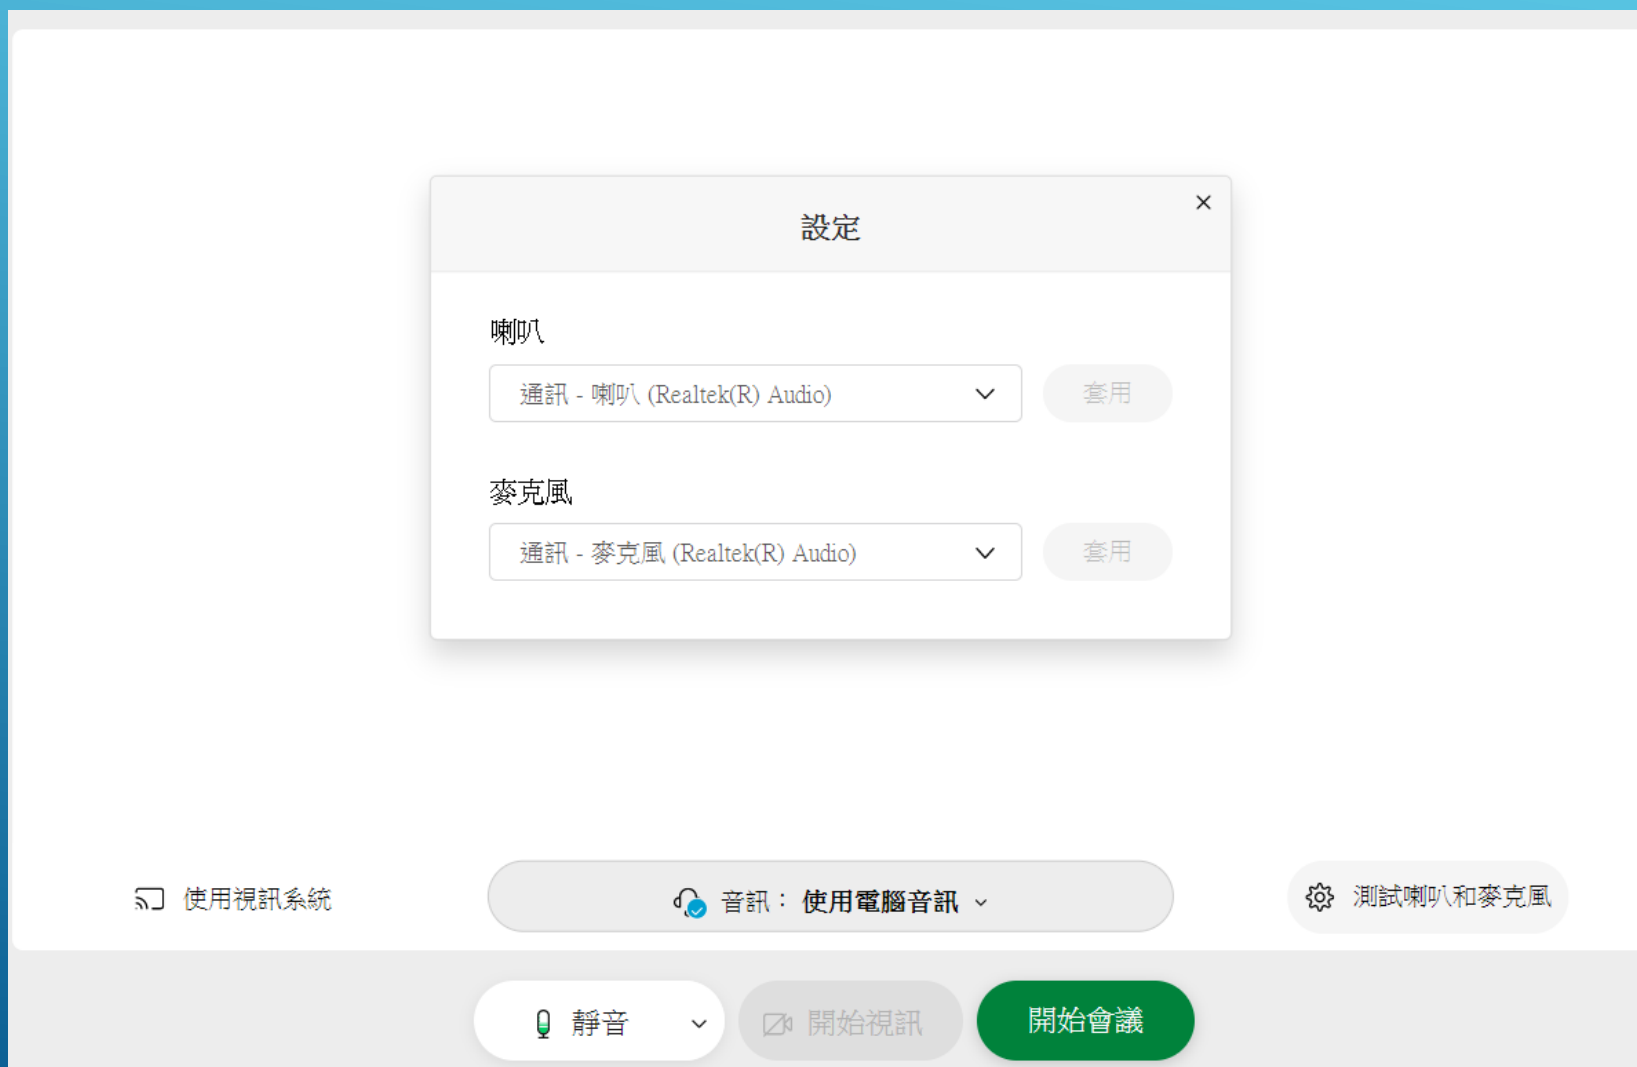 設定
喇叭
通訊 - 喇叭 (Realtek(R) Audio)
套用
麥克風
通訊 - 麥克風 (Realtek(R) Audio)
套用
使用視訊系統
音訊： 使用電腦音訊
測試喇叭和麥克風
靜音
開始視訊
開始會議